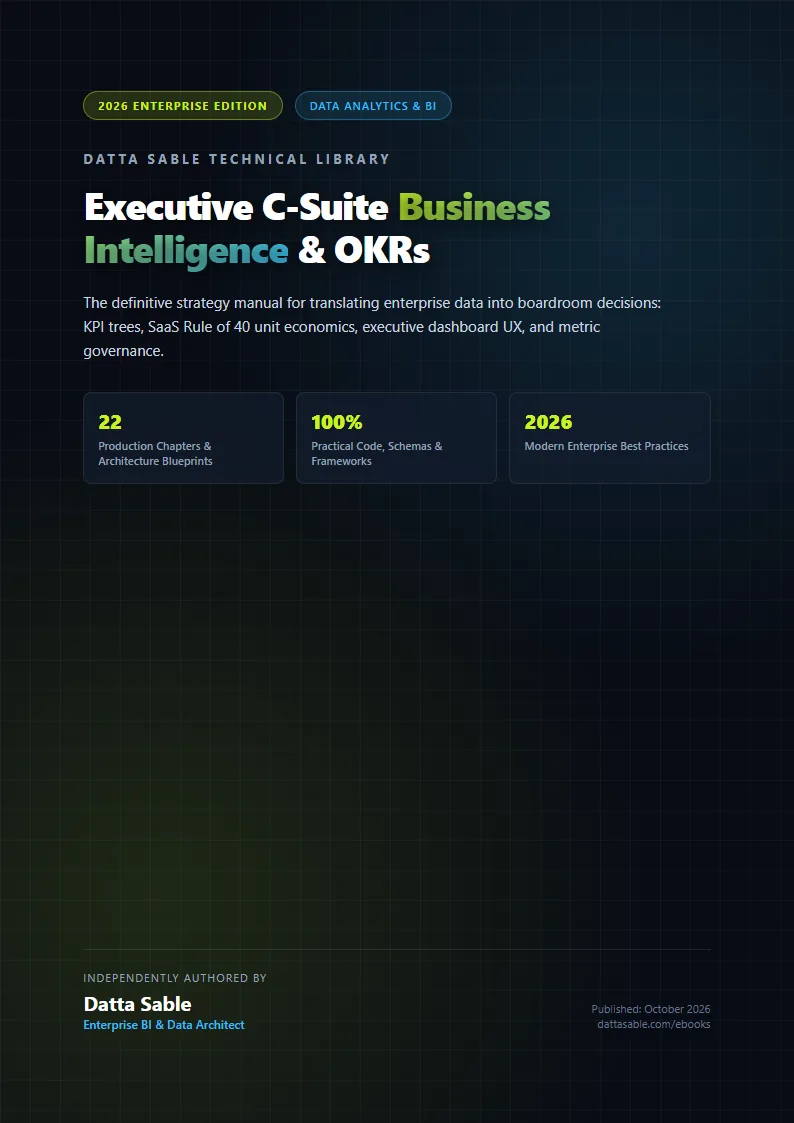 2026 ENTERPRISE EDITION
DATA ANALYTICS & BI
DATTA SABLE TECHNICAL LIBRARY
Executive C-Suite Business
Intelligence & OKRs
The definitive strategy manual for translating enterprise data into boardroom decisions:
KPI trees, SaaS Rule of 40 unit economics, executive dashboard UX, and metric
governance.
22
Production Chapters &
Architecture Blueprints
100%
Practical Code, Schemas &
Frameworks
2026
Modern Enterprise Best Practices
INDEPENDENTLY AUTHORED BY
Datta Sable
Enterprise BI & Data Architect
Published: October 2026
dattasable.com/ebooks